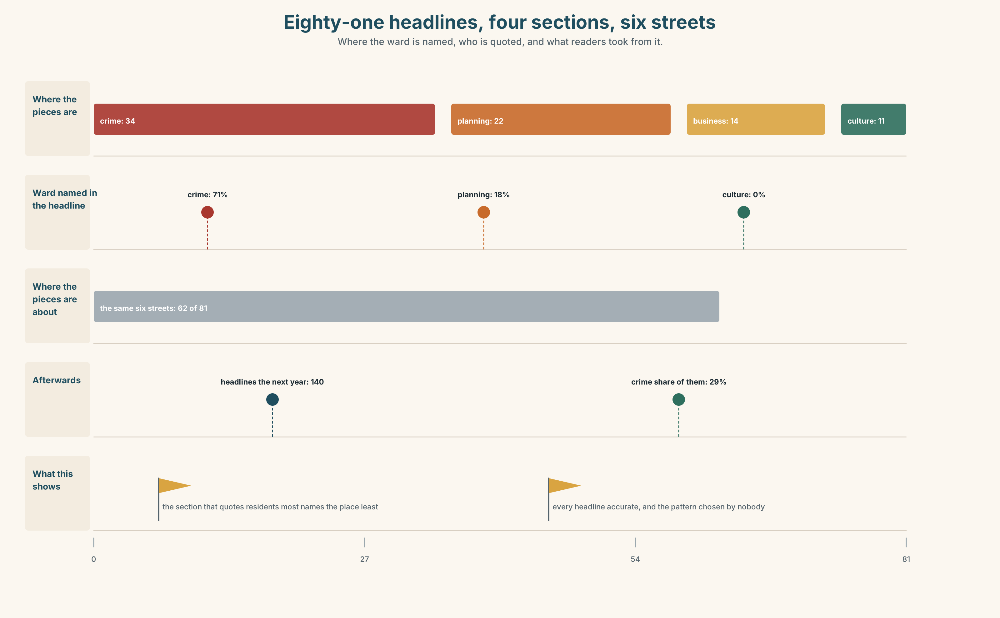 Eighty-one headlines, four sections, six streets
Where the ward is named, who is quoted, and what readers took from it.
Where the
pieces are
crime: 34
planning: 22
business: 14
culture: 11
Ward named in
the headline
crime: 71%
planning: 18%
culture: 0%
Where the
pieces are
about
the same six streets: 62 of 81
Afterwards
headlines the next year: 140
crime share of them: 29%
What this
shows
the section that quotes residents most names the place least
every headline accurate, and the pattern chosen by nobody
0
27
54
81